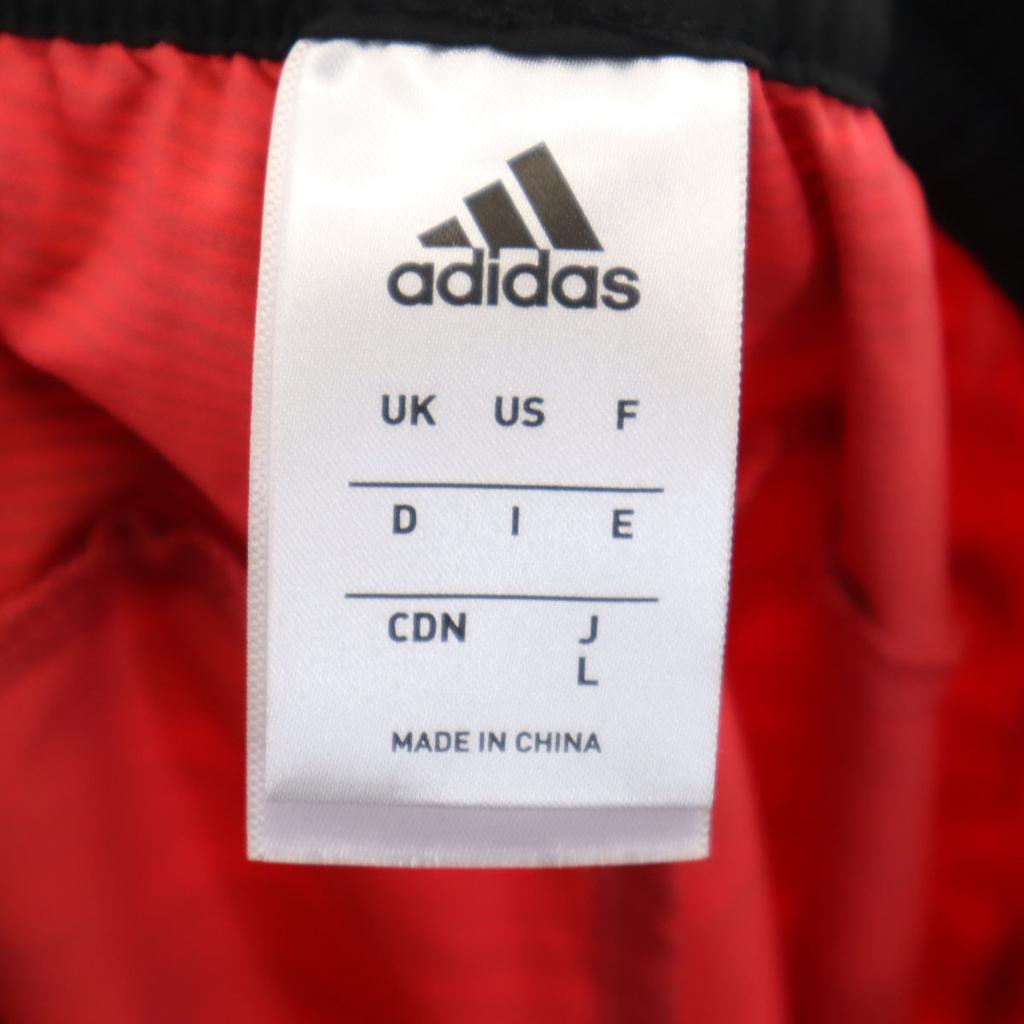 adidas
UK US F
D I E
CDN J
L
MADE IN CHINA